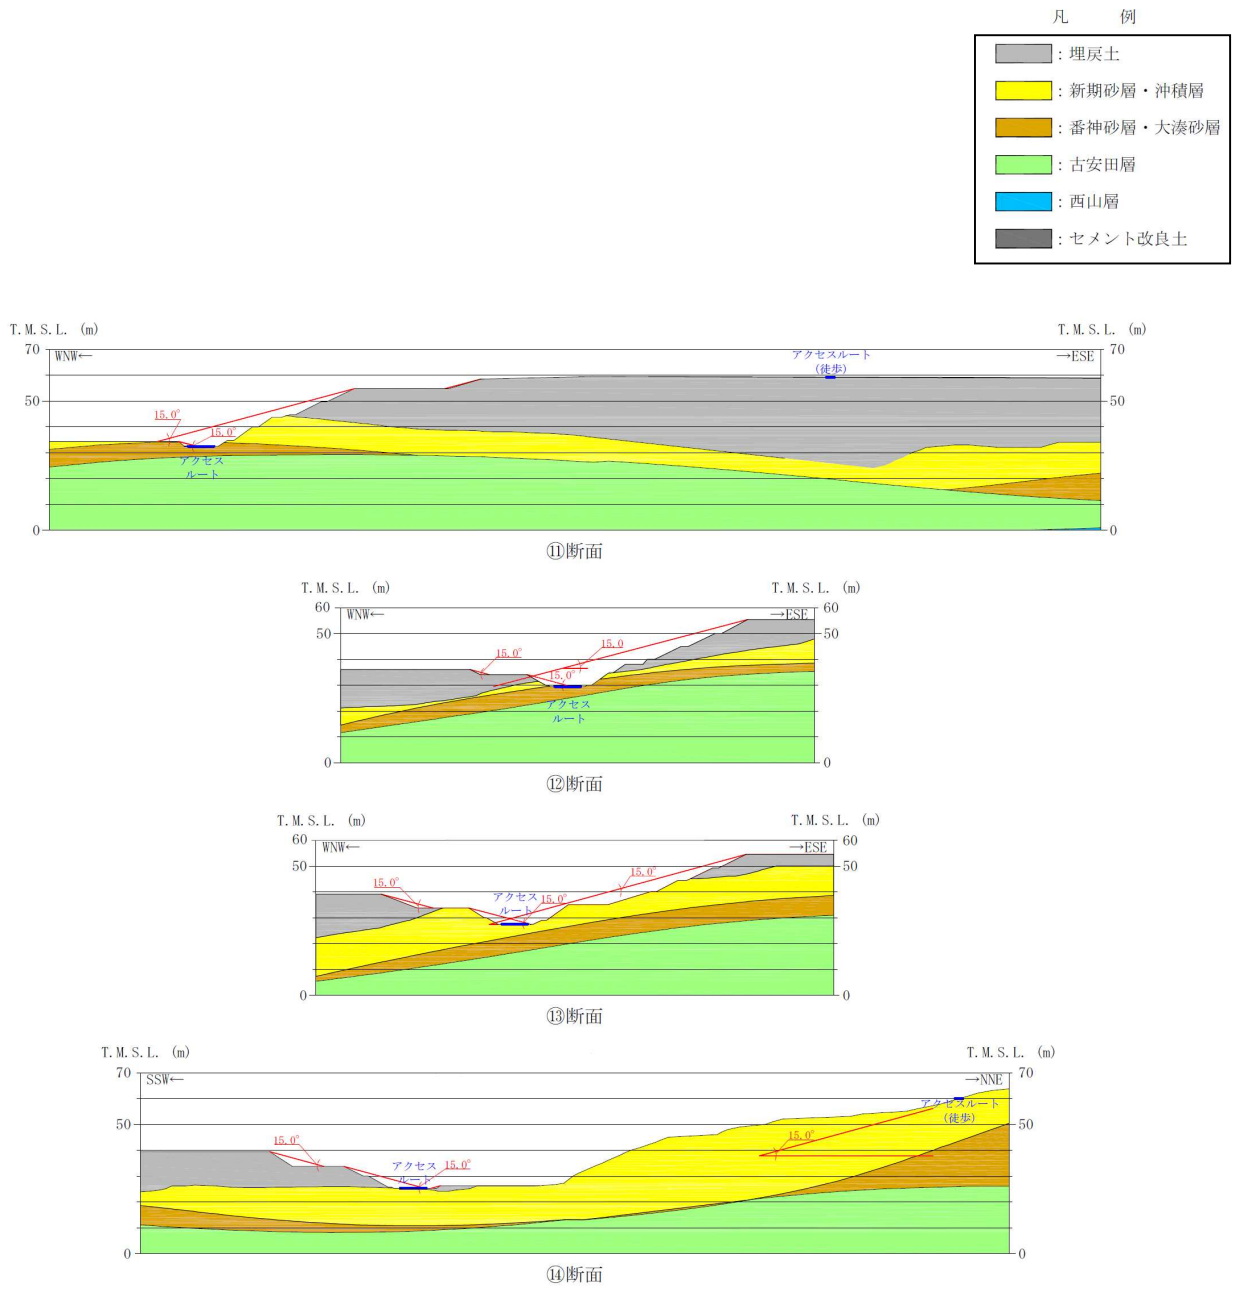 凡 例
：埋戻土
：新期砂層・沖積層
：番神砂層・大湊砂層
：古安田層
：西山層
：セメント改良土
T.M.S.L. (m) T.M.S.L. (m)
70 WNW← アクセスルート →ESE 70
(徒歩)
50 50
15.0°
15.0°
アクセス
ルート
0 0
⑪断面
T.M.S.L. (m) T.M.S.L. (m)
60 WNW← →ESE 60
50 50
15.0° 15.0
15.0°
アクセス
ルート
0 0
⑫断面
T.M.S.L. (m) T.M.S.L. (m)
60 WNW← →ESE 60
50 50
15.0° 15.0°
アクセス 15.0°
ルート
0 0
⑬断面
T.M.S.L. (m) T.M.S.L. (m)
70 SSW← →NNE 70
アクセスルート
(徒歩)
50 50
15.0° 15.0°
アクセス 15.0°
ルート
0 0
⑭断面